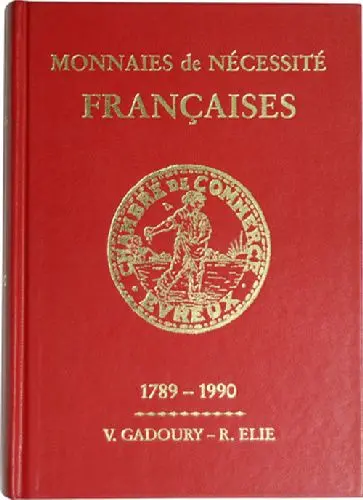 MONNAIES de NÉCESSITÉ
FRANÇAISES
CHAMBRE DE COMMERCE
EVREUX
1789 – 1990
V. GADOURY – R. ELIE